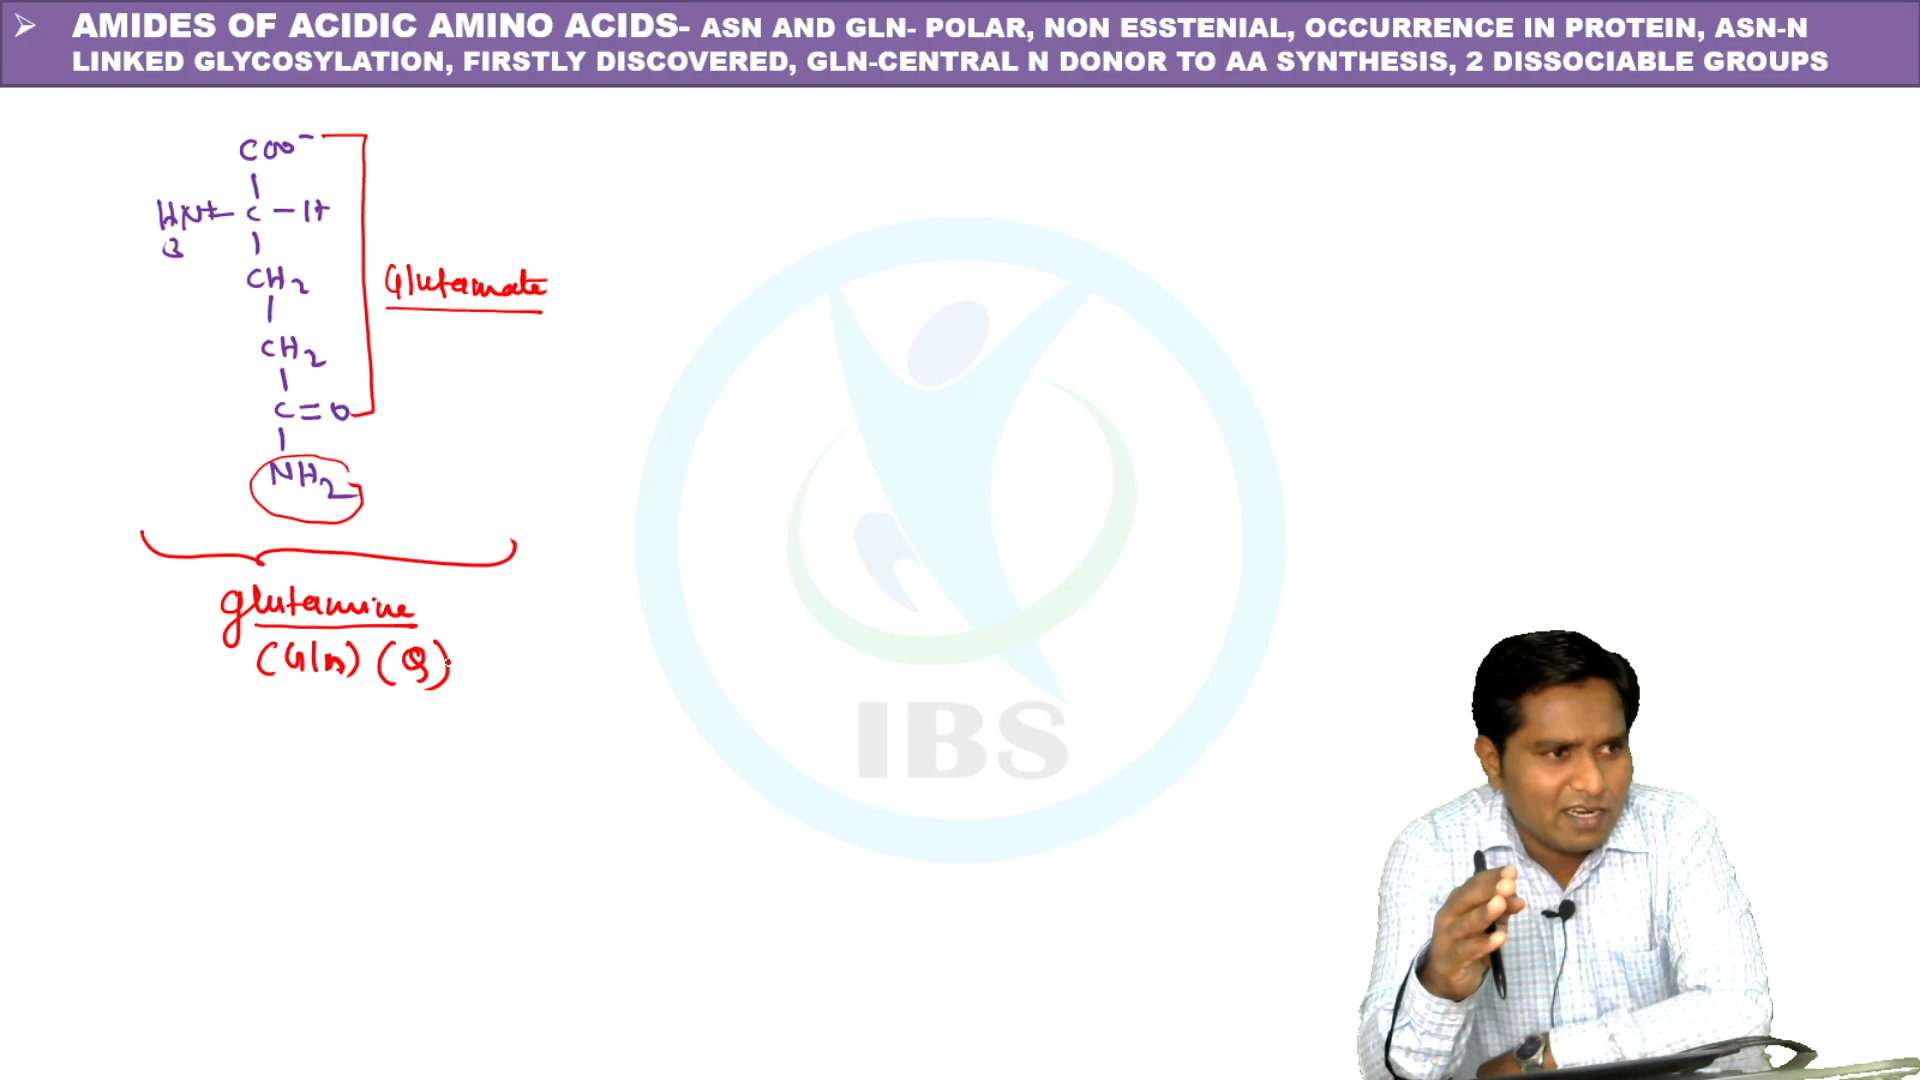 AMIDES OF ACIDIC AMINO ACIDS- ASN AND GLN- POLAR, NON ESSTENIAL, OCCURRENCE IN PROTEIN, ASN-N
LINKED GLYCOSYLATION, FIRSTLY DISCOVERED, GLN-CENTRAL N DONOR TO AA SYNTHESIS, 2 DISSOCIABLE GROUPS
COO⁻
H₃N⁺ – C – H
CH₂
Glutamate
CH₂
C=O
NH₂
glutamine
(Gln) (Q)
IBS